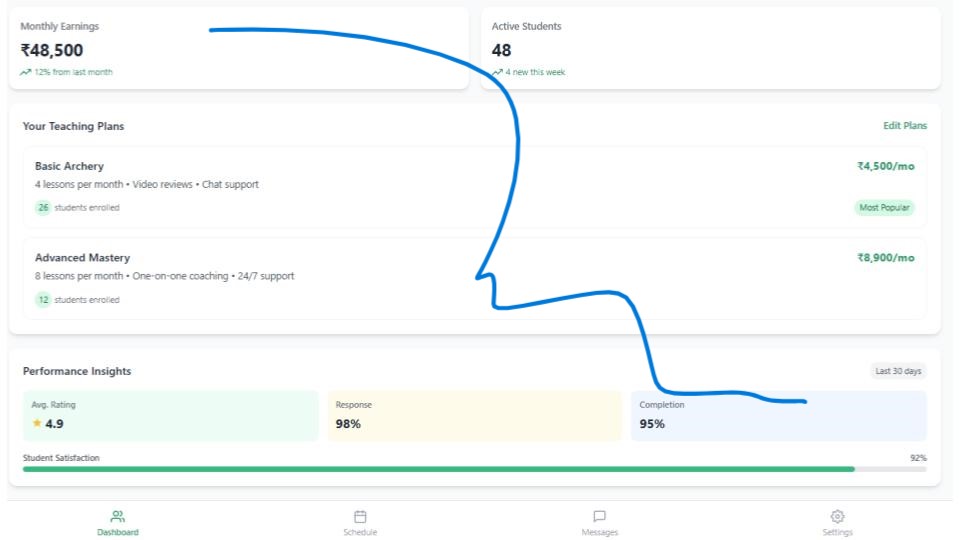 Monthly Earnings
₹48,500
12% from last month
Active Students
48
4 new this week
Your Teaching Plans
Edit Plans
Basic Archery
₹4,500/mo
4 lessons per month • Video reviews • Chat support
26 students enrolled
Most Popular
Advanced Mastery
₹8,900/mo
8 lessons per month • One-on-one coaching • 24/7 support
12 students enrolled
Performance Insights
Last 30 days
Avg. Rating
4.9
Response
98%
Completion
95%
Student Satisfaction
92%
Dashboard
Schedule
Messages
Settings